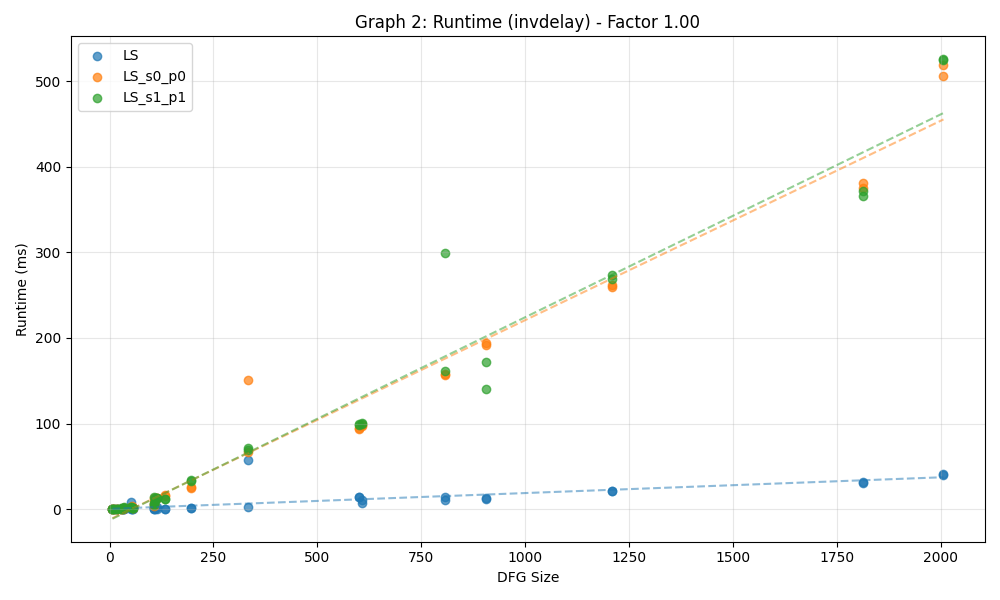 Graph 2: Runtime (invdelay) - Factor 1.00
LS
LS_s0_p0
LS_s1_p1
Runtime (ms)
500
400
300
200
100
0
0 250 500 750 1000 1250 1500 1750 2000
DFG Size